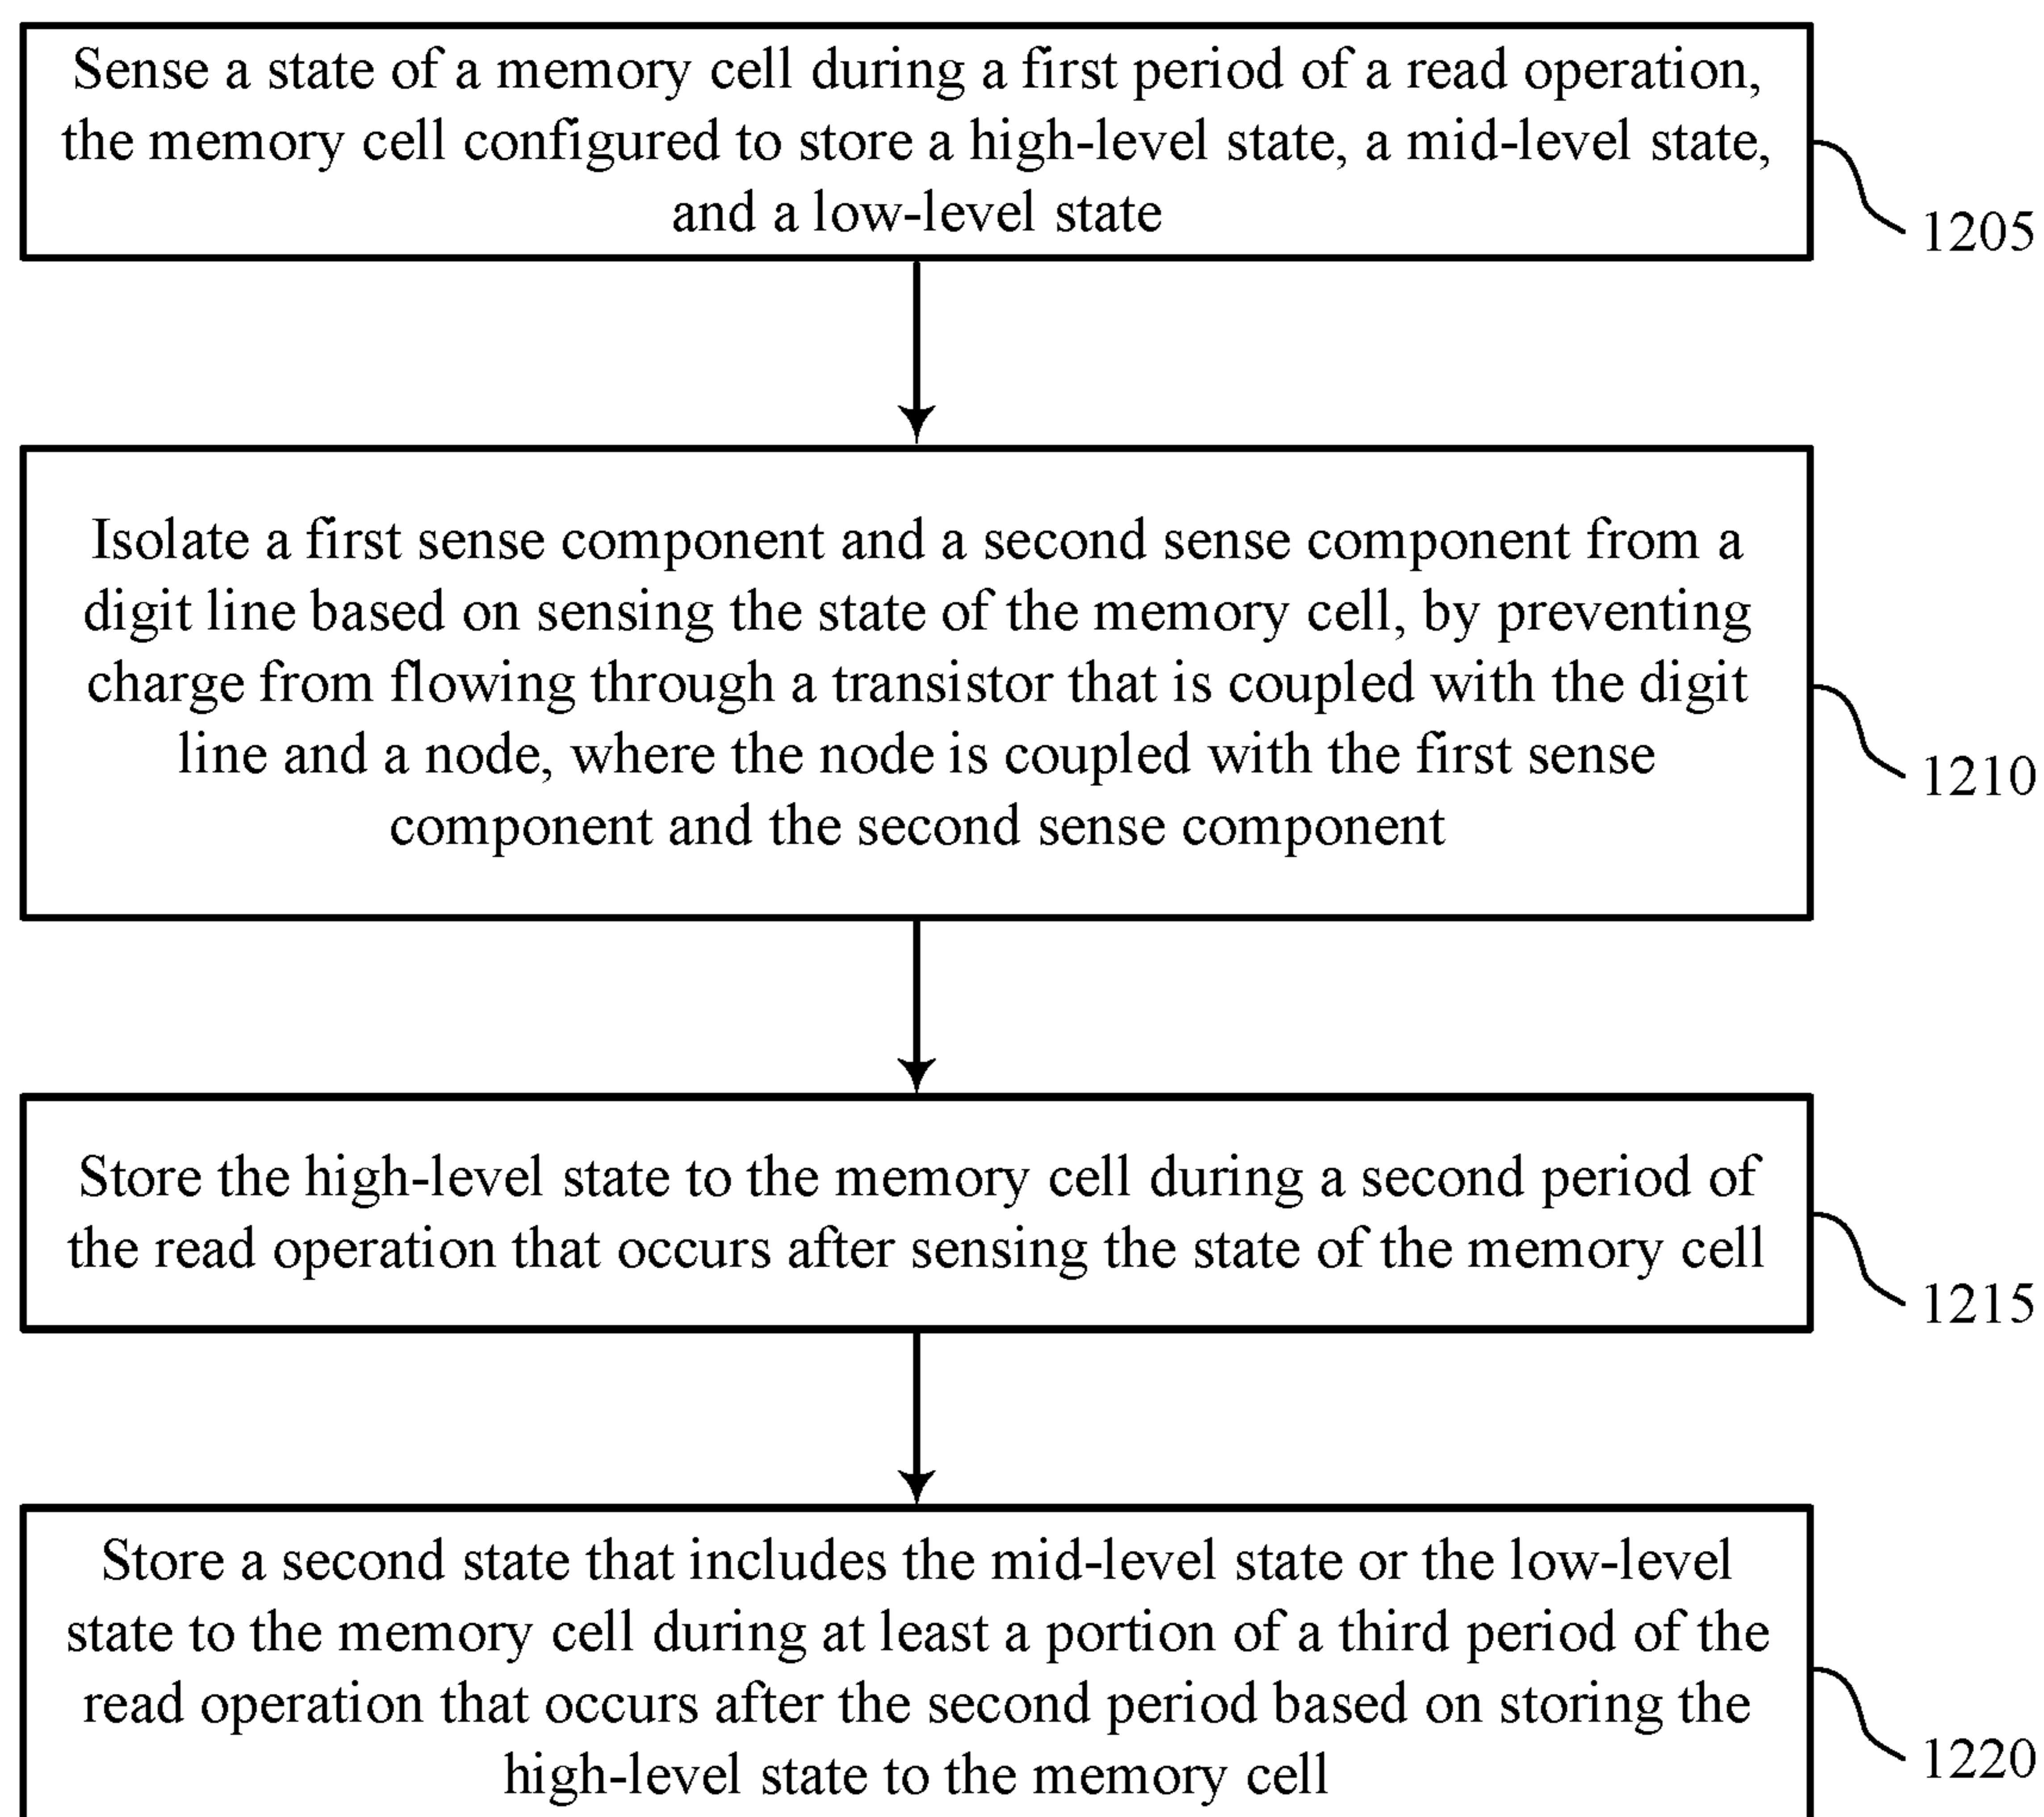 Sense a state of a memory cell during a first period of a read operation,
the memory cell configured to store a high-level state, a mid-level state,
and a low-level state
1205
Isolate a first sense component and a second sense component from a
digit line based on sensing the state of the memory cell, by preventing
charge from flowing through a transistor that is coupled with the digit
line and a node, where the node is coupled with the first sense
component and the second sense component
1210
Store the high-level state to the memory cell during a second period of
the read operation that occurs after sensing the state of the memory cell
1215
Store a second state that includes the mid-level state or the low-level
state to the memory cell during at least a portion of a third period of the
read operation that occurs after the second period based on storing the
high-level state to the memory cell
1220